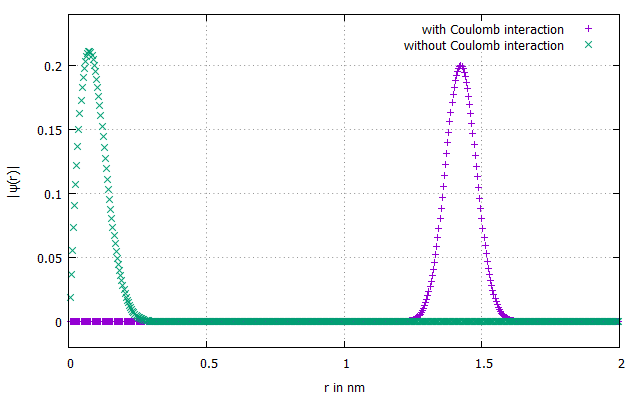 with Coulomb interaction
without Coulomb interaction
0.2
0.15
0.1
0.05
0
|ψ(r)|
0 0.5 1 1.5 2
r in nm